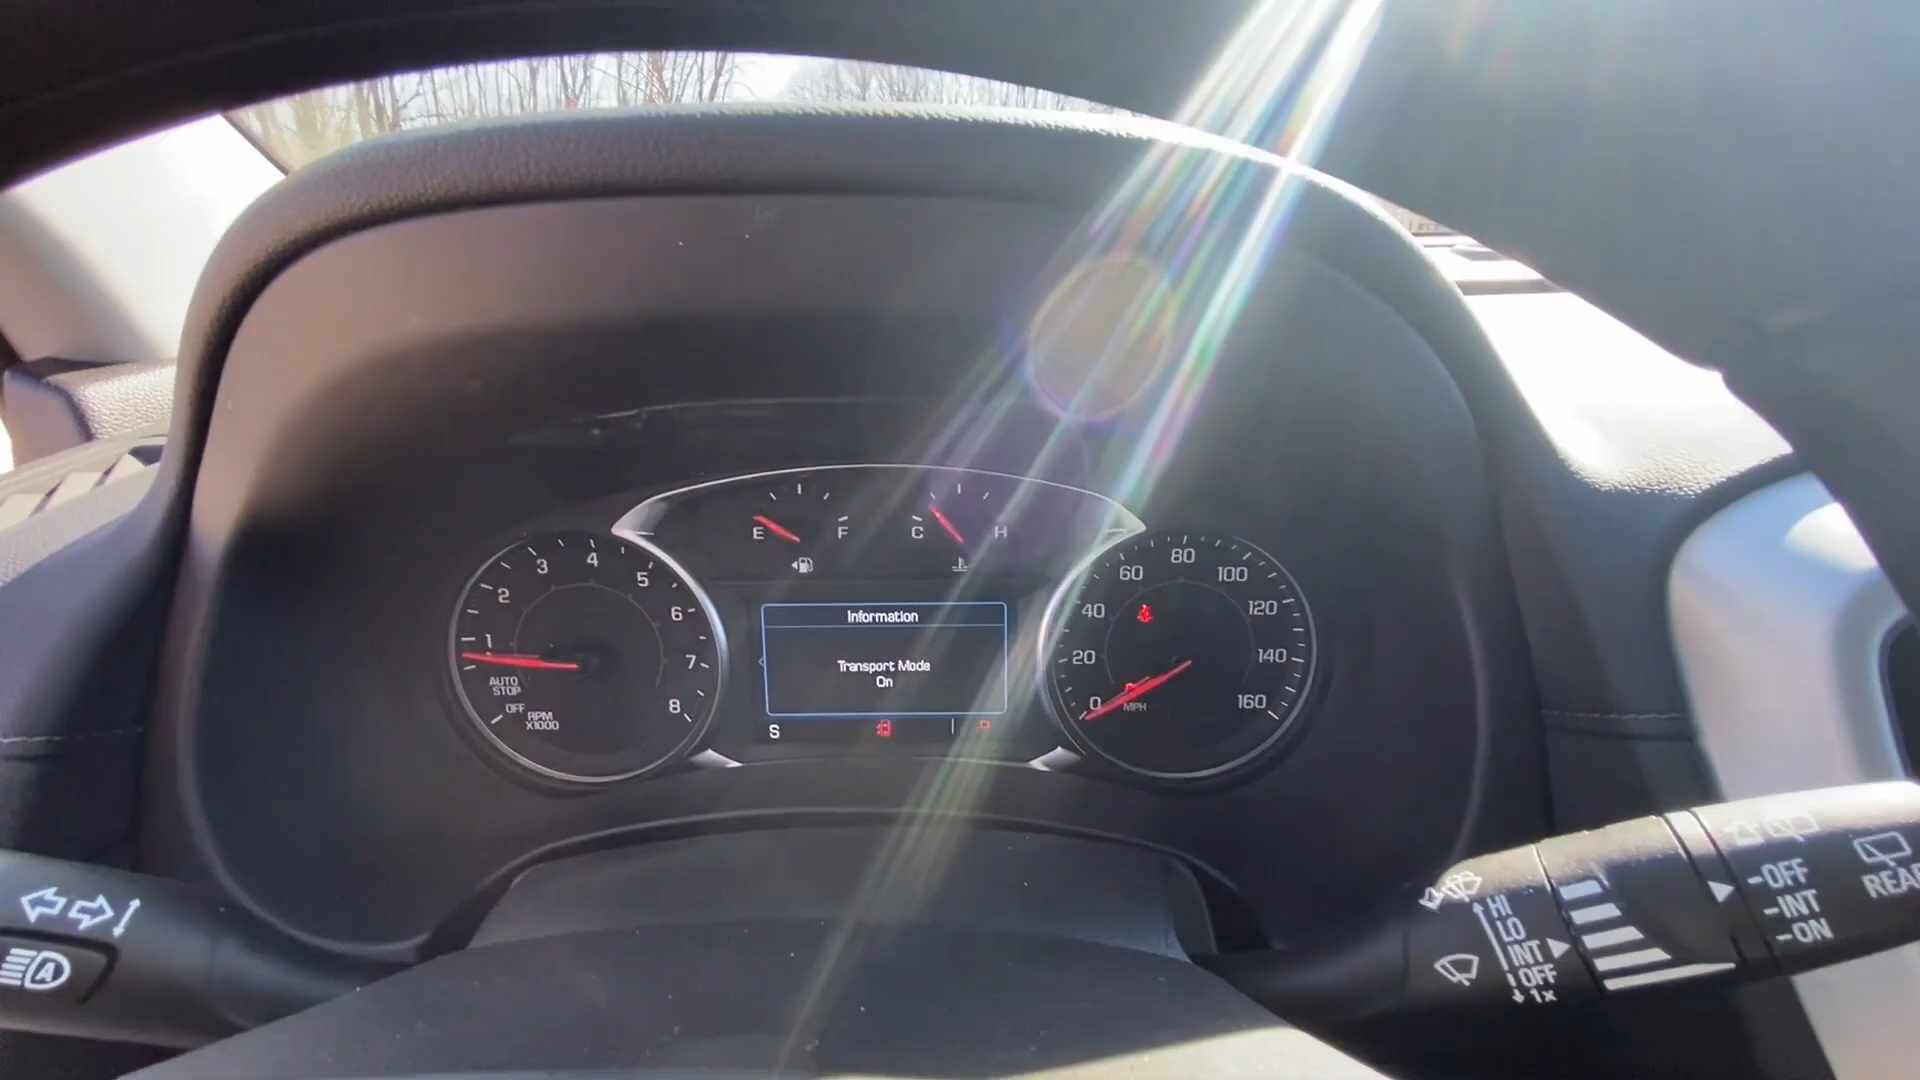 E F
C H
1 2 3 4 5 6 7 8
AUTO
STOP
OFF
RPM
X1000
Information
Transport Mode
On
S
0 20 40 60 80 100 120 140 160
MPH
A
HI
LO
INT
OFF
1x
-OFF
-INT
-ON
REA